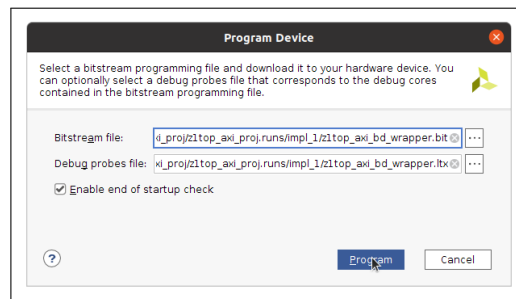 Program Device
Select a bitstream programming file and download it to your hardware device. You
can optionally select a debug probes file that corresponds to the debug cores
contained in the bitstream programming file.
Bitstream file: xi_proj/z1top_axi_proj.runs/impl_1/z1top_axi_bd_wrapper.bit ...
Debug probes file: xi_proj/z1top_axi_proj.runs/impl_1/z1top_axi_bd_wrapper.ltx ...
Enable end of startup check
? Program Cancel